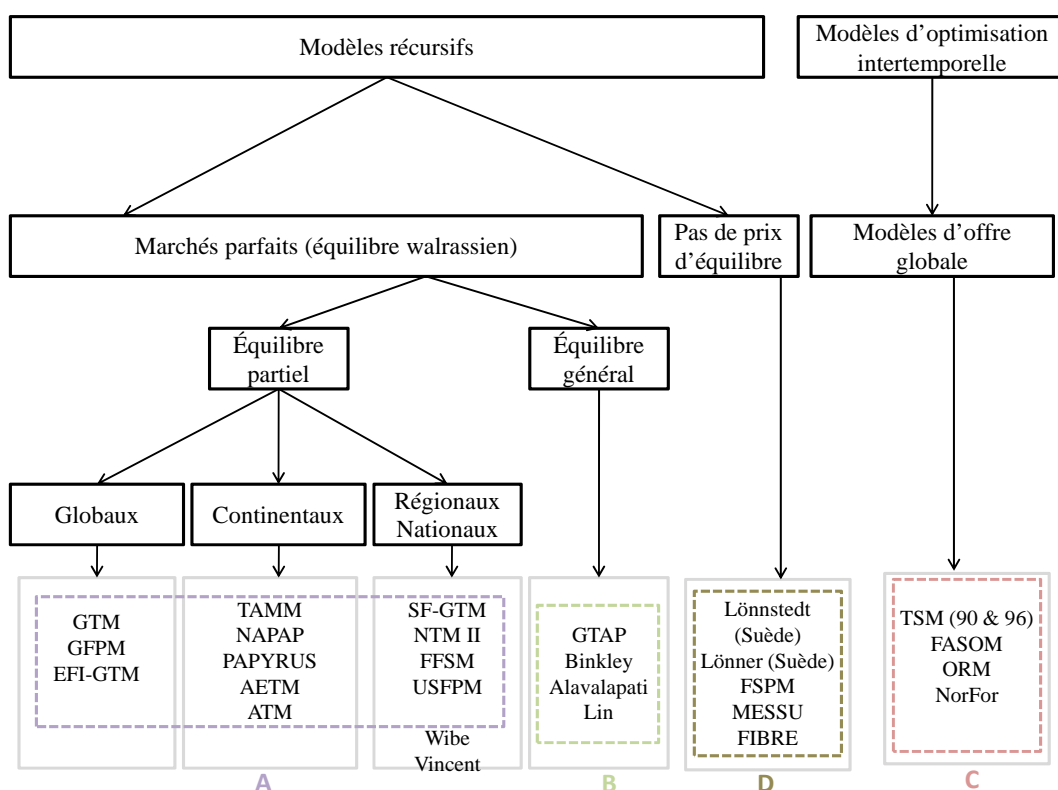 Modèles récursifs
Modèles d'optimisation
intertemporelle
Marchés parfaits (équilibre walrassien)
Pas de prix
d'équilibre
Modèles d'offre
globale
Équilibre
partiel
Équilibre
général
Globaux
Continentaux
Régionaux
Nationaux
GTM
GFPM
EFI-GTM
TAMM
NAPAP
PAPYRUS
AETM
ATM
SF-GTM
NTM II
FFSM
USFPM
Wibe
Vincent
GTAP
Binkley
Alavalapati
Lin
Lönnstedt
(Suède)
Lönner (Suède)
FSPM
MESSU
FIBRE
TSM (90 & 96)
FASOM
ORM
NorFor
A
B
D
C